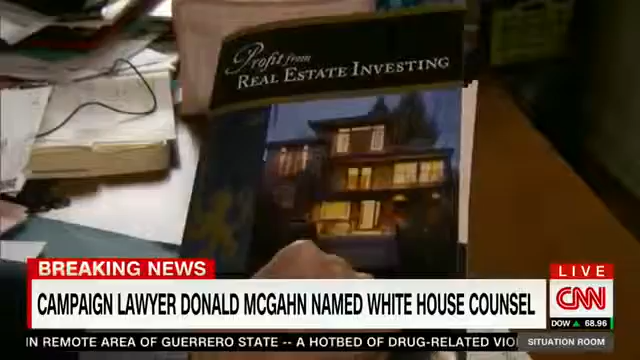 Profit from
REAL ESTATE INVESTING
BREAKING NEWS
LIVE
CAMPAIGN LAWYER DONALD MCGAHN NAMED WHITE HOUSE COUNSEL
CNN
DOW ▲ 68.96
IN REMOTE AREA OF GUERRERO STATE -- A HOTBED OF DRUG-RELATED VIO
SITUATION ROOM